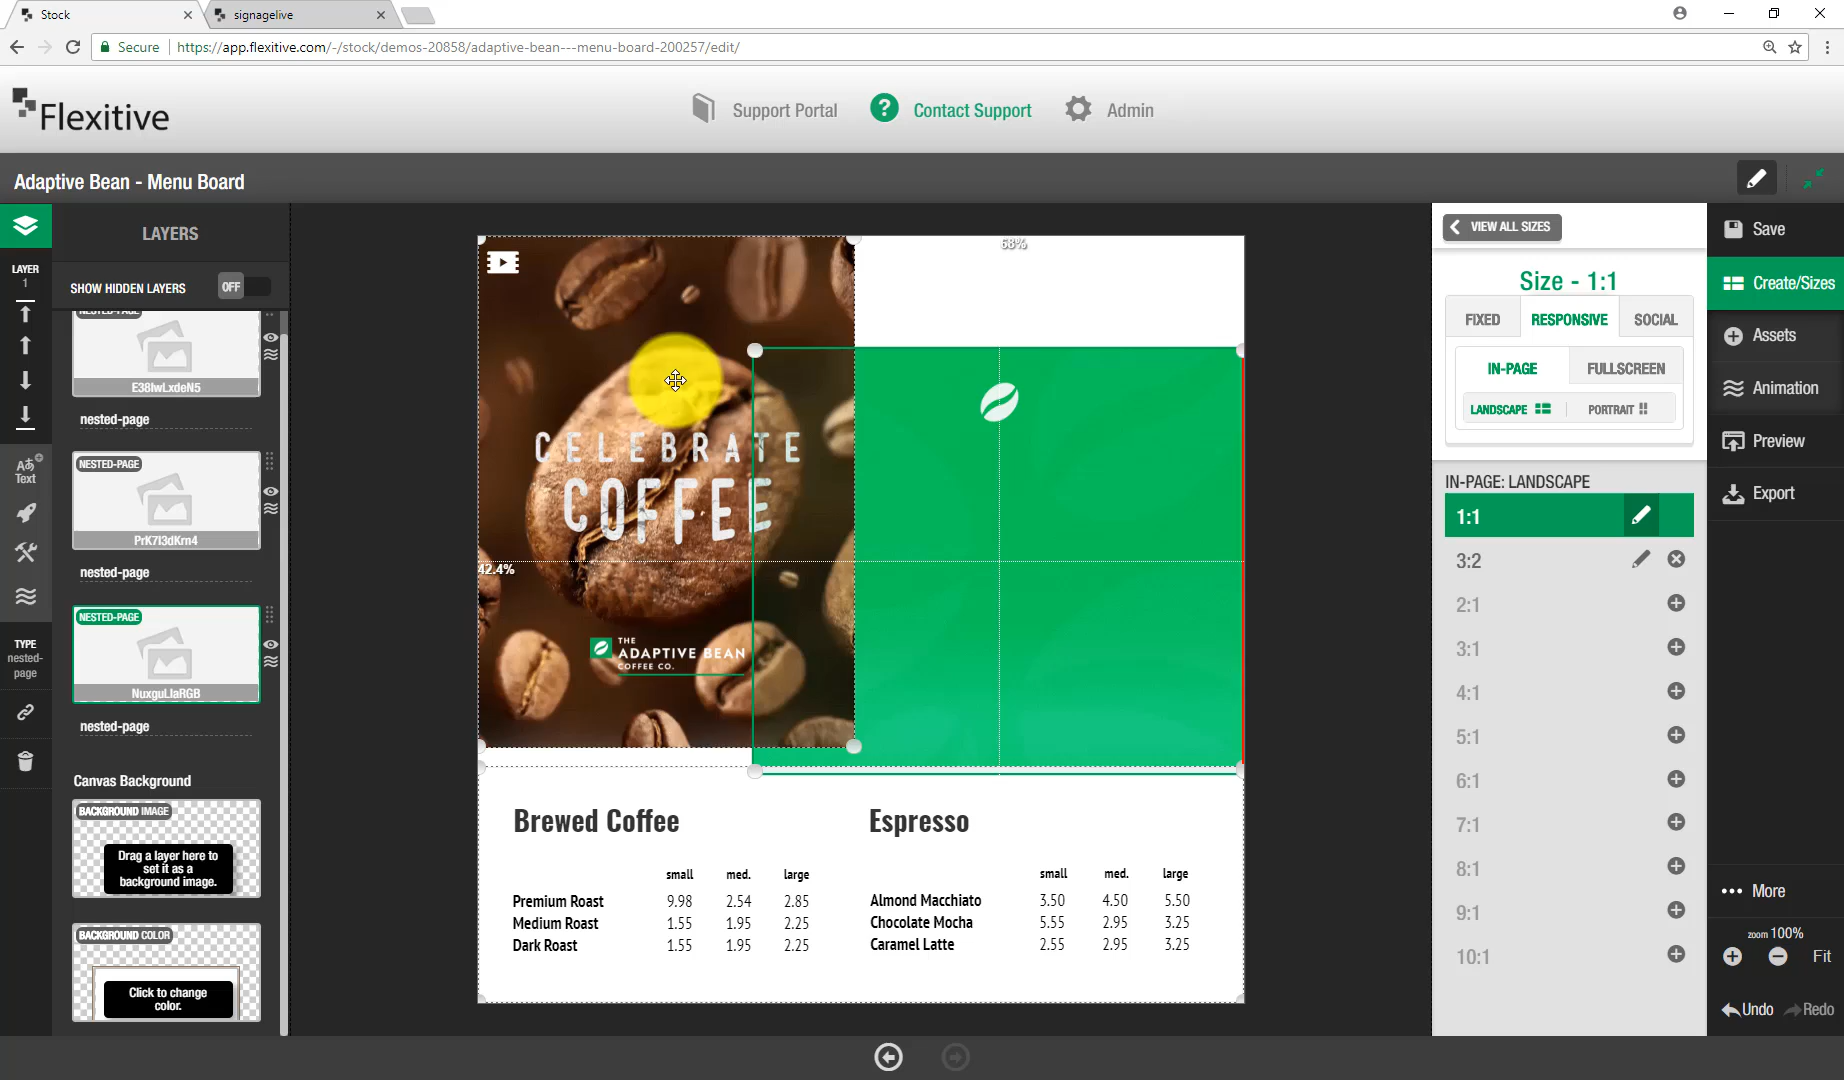 Stock
signagelive
Secure
https://app.flexitive.com/-/stock/demos-20858/adaptive-bean---menu-board-200257/edit/
Flexitive
Support Portal
Contact Support
Admin
Adaptive Bean - Menu Board
LAYERS
SHOW HIDDEN LAYERS
OFF
LAYER
1
Text
TYPE
nested-
page
NESTED-PAGE
E38IwLxdeN5
nested-page
NESTED-PAGE
PrK7I3dKrn4
nested-page
NESTED-PAGE
NuxguLIaRGB
nested-page
Canvas Background
BACKGROUND IMAGE
Drag a layer here to
set it as a
background image.
BACKGROUND COLOR
Click to change
color.
68%
42.4%
CELEBRATE
COFFEE
THE
ADAPTIVE BEAN
COFFEE CO.
Brewed Coffee
small med. large
Premium Roast 9.98 2.54 2.85
Medium Roast 1.55 1.95 2.25
Dark Roast 1.55 1.95 2.25
Espresso
small med. large
Almond Macchiato 3.50 4.50 5.50
Chocolate Mocha 5.55 2.95 3.25
Caramel Latte 2.55 2.95 3.25
VIEW ALL SIZES
Size - 1:1
FIXED RESPONSIVE SOCIAL
IN-PAGE FULLSCREEN
LANDSCAPE PORTRAIT
IN-PAGE: LANDSCAPE
1:1
3:2
2:1
3:1
4:1
5:1
6:1
7:1
8:1
9:1
10:1
Save
Create/Sizes
Assets
Animation
Preview
Export
More
zoom 100%
Fit
Undo Redo